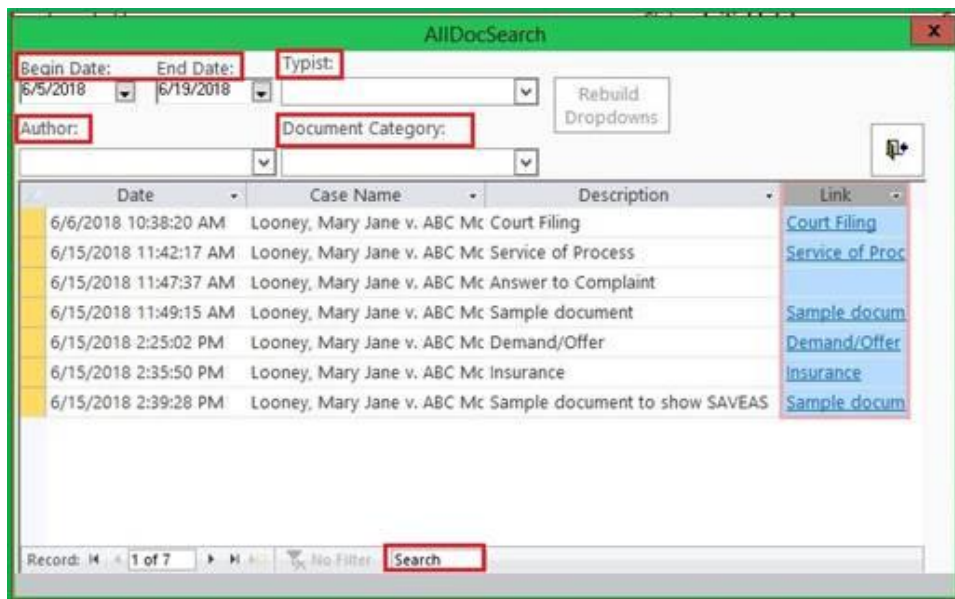 AllDocSearch
x
Begin Date: End Date: Typist:
6/5/2018 6/19/2018
Rebuild
Dropdowns
Author: Document Category:
Date Case Name Description Link
6/6/2018 10:38:20 AM Looney, Mary Jane v. ABC Mc Court Filing Court Filing
6/15/2018 11:42:17 AM Looney, Mary Jane v. ABC Mc Service of Process Service of Proc
6/15/2018 11:47:37 AM Looney, Mary Jane v. ABC Mc Answer to Complaint
6/15/2018 11:49:15 AM Looney, Mary Jane v. ABC Mc Sample document Sample docum
6/15/2018 2:25:02 PM Looney, Mary Jane v. ABC Mc Demand/Offer Demand/Offer
6/15/2018 2:35:50 PM Looney, Mary Jane v. ABC Mc Insurance Insurance
6/15/2018 2:39:28 PM Looney, Mary Jane v. ABC Mc Sample document to show SAVEAS Sample docum
Record: 1 of 7 No Filter Search